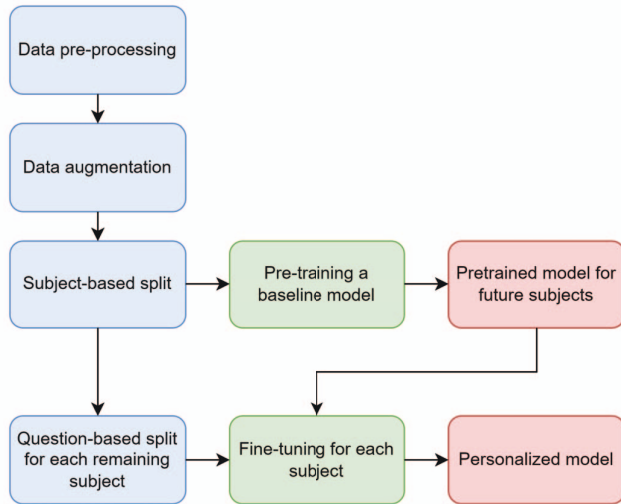 Data pre-processing
Data augmentation
Subject-based split
Pre-training a
baseline model
Pretrained model for
future subjects
Question-based split
for each remaining
subject
Fine-tuning for each
subject
Personalized model